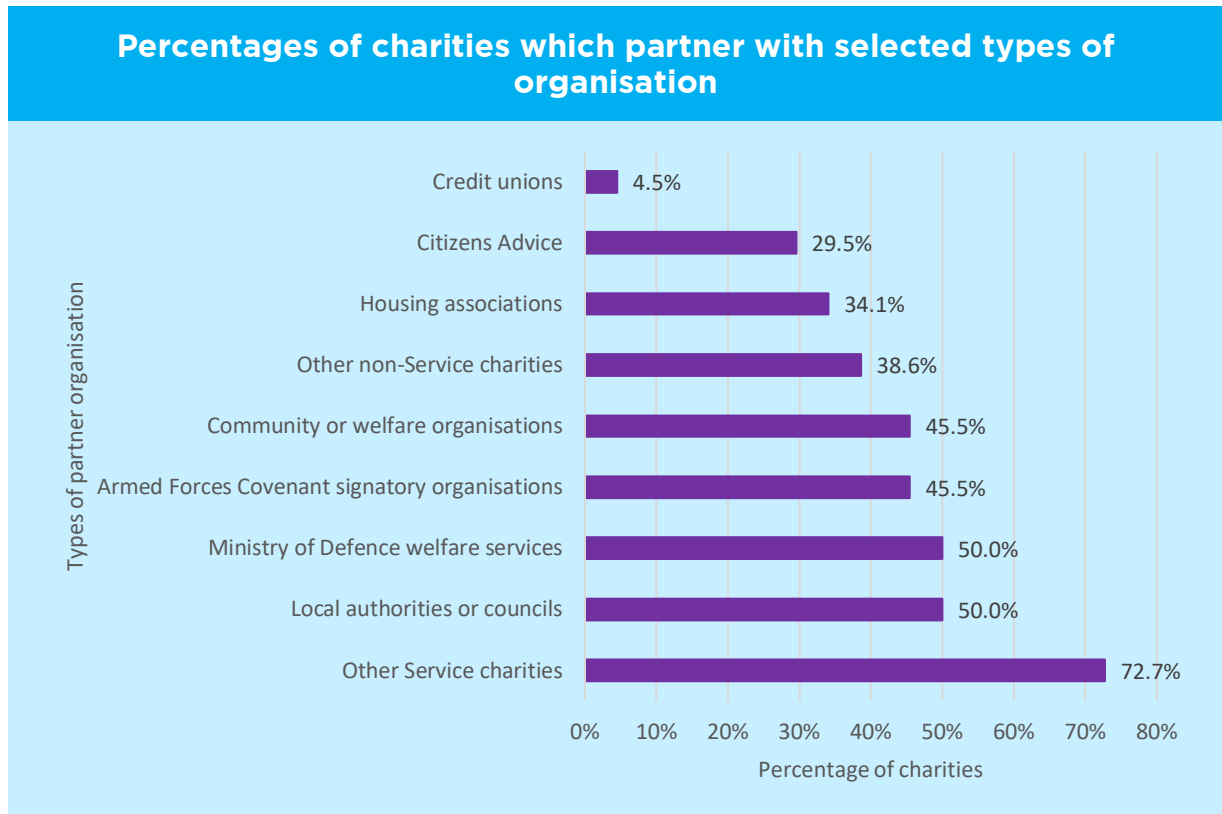 Percentages of charities which partner with selected types of
organisation
Types of partner organisation
Credit unions 4.5%
Citizens Advice 29.5%
Housing associations 34.1%
Other non-Service charities 38.6%
Community or welfare organisations 45.5%
Armed Forces Covenant signatory organisations 45.5%
Ministry of Defence welfare services 50.0%
Local authorities or councils 50.0%
Other Service charities 72.7%
0% 10% 20% 30% 40% 50% 60% 70% 80%
Percentage of charities